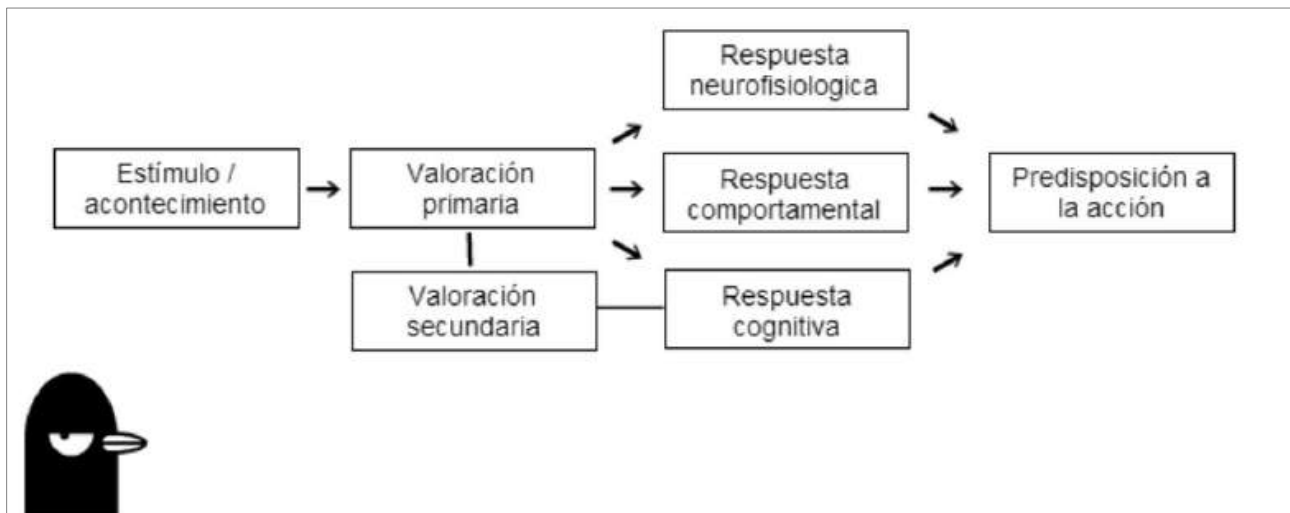 Respuesta
neurofisiologica
Estímulo /
acontecimiento
Valoración
primaria
Respuesta
comportamental
Predisposición a
la acción
Valoración
secundaria
Respuesta
cognitiva